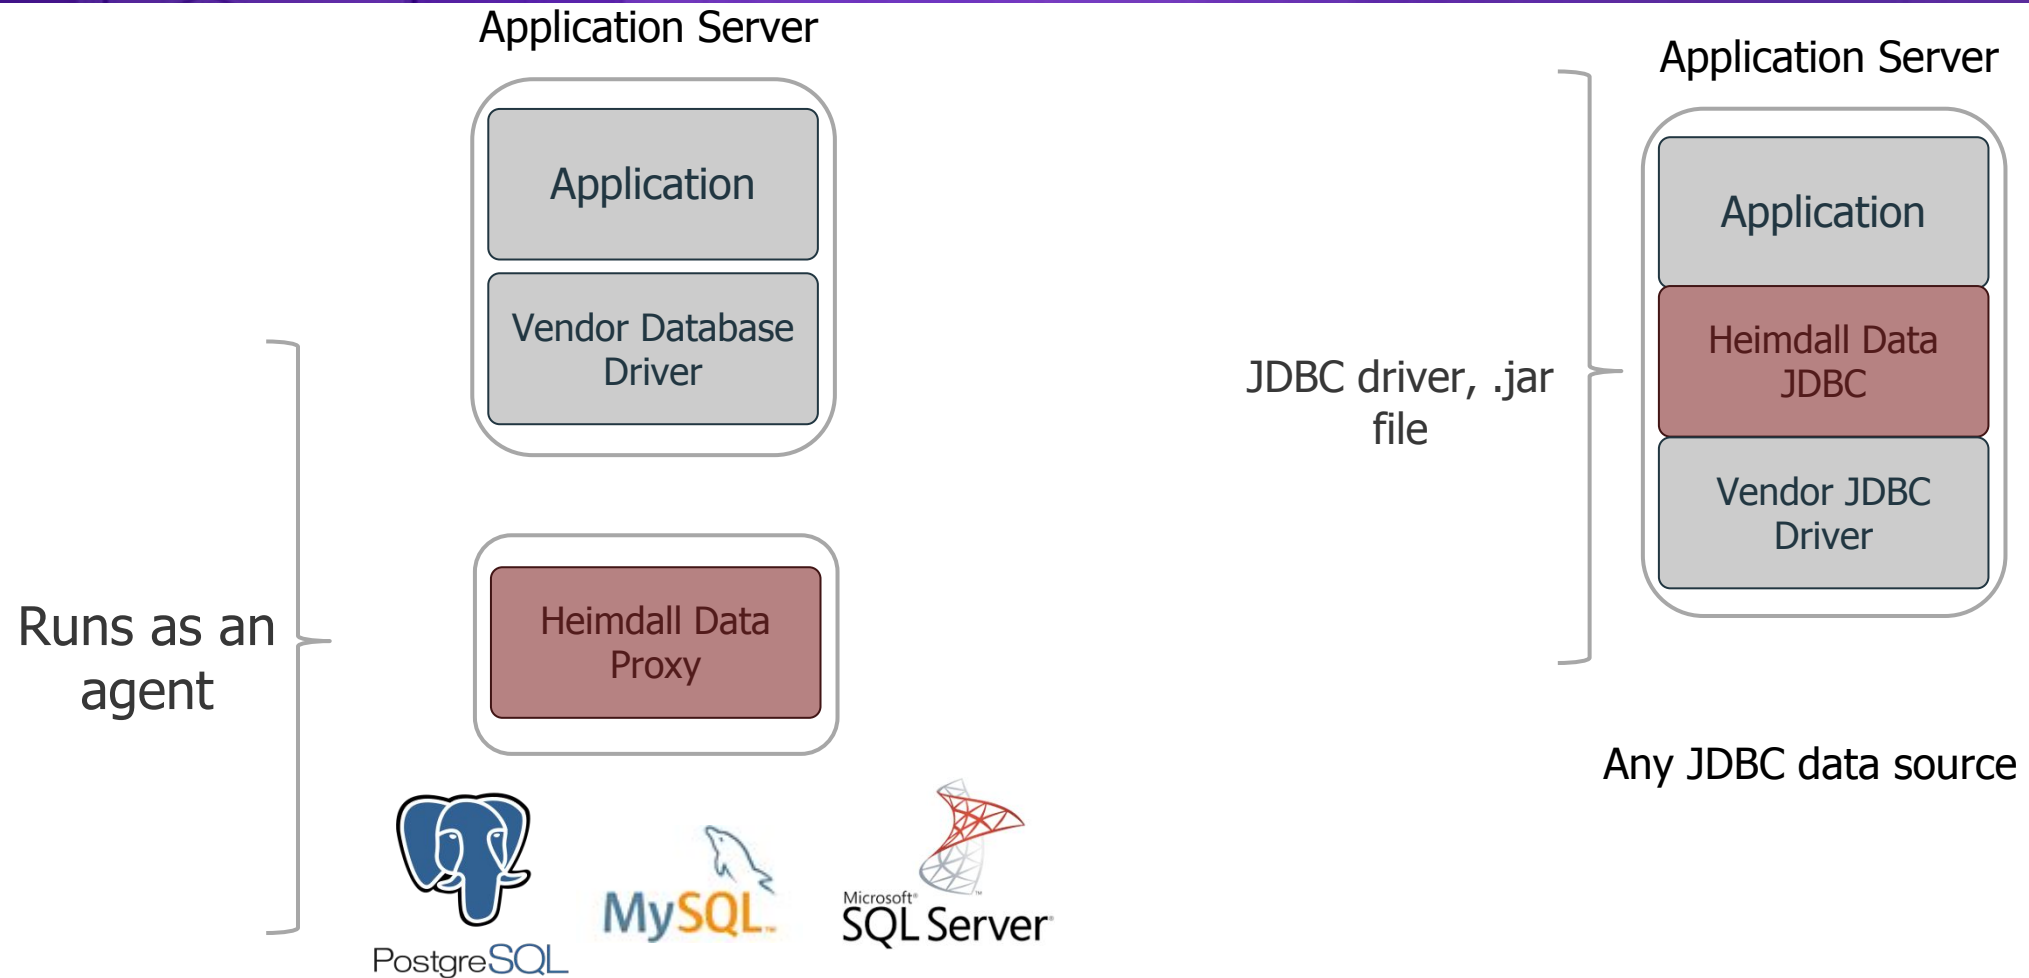 Application Server
Application
Vendor Database
Driver
Runs as an
agent
Heimdall Data
Proxy
PostgreSQL
MySQL™
Microsoft®
SQL Server®
Application Server
Application
Heimdall Data
JDBC
Vendor JDBC
Driver
JDBC driver, .jar
file
Any JDBC data source